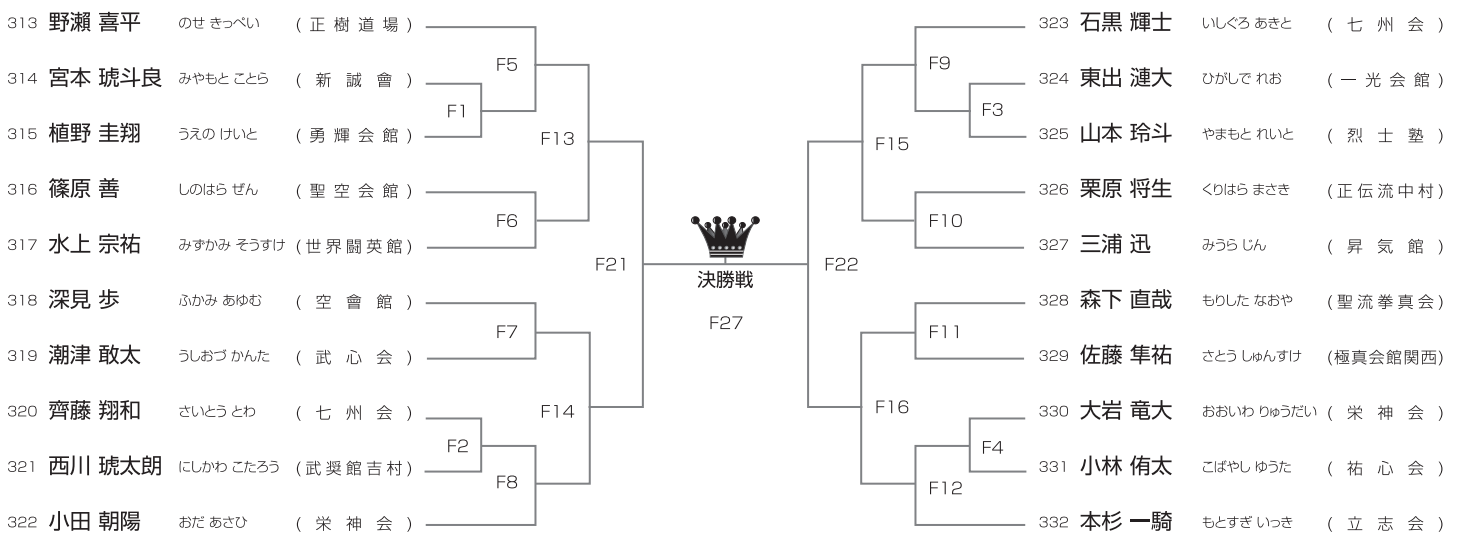 313 野瀨 喜平 のせ きっぺい (正樹道場)
314 宮本 琥斗良 みやもと ことら (新誠會)
315 植野 圭翔 うえの けいと (勇輝会館)
316 篠原 善 しのはら ぜん (聖空会館)
317 水上 宗祐 みずかみ そうすけ (世界闘英館)
318 深見 歩 ふかみ あゆむ (空會館)
319 潮津 敢太 うしおづ かんた (武心会)
320 齊藤 翔和 さいとう とわ (七州会)
321 西川 琥太朗 にしかわ こたろう (武奨館吉村)
322 小田 朝陽 おだ あさひ (栄神会)
F5
F1
F13
F6
F21
F7
F14
F2
F8
決勝戦
F27
F9
F3
F15
F10
F22
F11
F16
F4
F12
323 石黒 輝士 いしぐろ あきと (七州会)
324 東出 漣大 ひがしで れお (一光会館)
325 山本 玲斗 やまもと れいと (烈士塾)
326 栗原 将生 くりはら まさき (正伝流中村)
327 三浦 迅 みうら じん (昇気館)
328 森下 直哉 もりした なおや (聖流拳真会)
329 佐藤 隼祐 さとう しゅんすけ (極真会館関西)
330 大岩 竜大 おおいわ りゅうだい (栄神会)
331 小林 侑太 こばやし ゆうた (祐心会)
332 本杉 一騎 もとすぎ いっき (立志会)